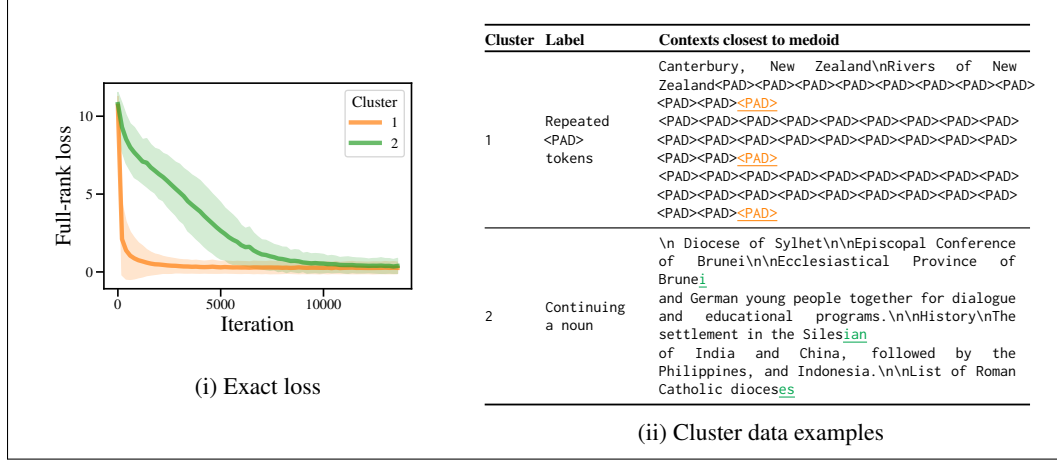 Full-rank loss
10
5
0
Cluster
1
2
0
5000
10000
Iteration
(i) Exact loss
Cluster Label Contexts closest to medoid
1
Repeated
<PAD>
tokens
Canterbury, New Zealand\nRivers of New
Zealand<PAD><PAD><PAD><PAD><PAD><PAD><PAD><PAD>
<PAD><PAD><PAD>
<PAD><PAD><PAD><PAD><PAD><PAD><PAD><PAD><PAD>
<PAD><PAD><PAD><PAD><PAD><PAD><PAD><PAD><PAD>
<PAD><PAD><PAD>
<PAD><PAD><PAD><PAD><PAD><PAD><PAD><PAD><PAD>
<PAD><PAD><PAD><PAD><PAD><PAD><PAD><PAD><PAD>
<PAD><PAD><PAD>
2
Continuing
a noun
\n Diocese of Sylhet\n\nEpiscopal Conference
of Brunei\n\nEcclesiastical Province of
Brunei
and German young people together for dialogue
and educational programs.\n\nHistory\nThe
settlement in the Silesian
of India and China, followed by the
Philippines, and Indonesia.\n\nList of Roman
Catholic dioceses
(ii) Cluster data examples